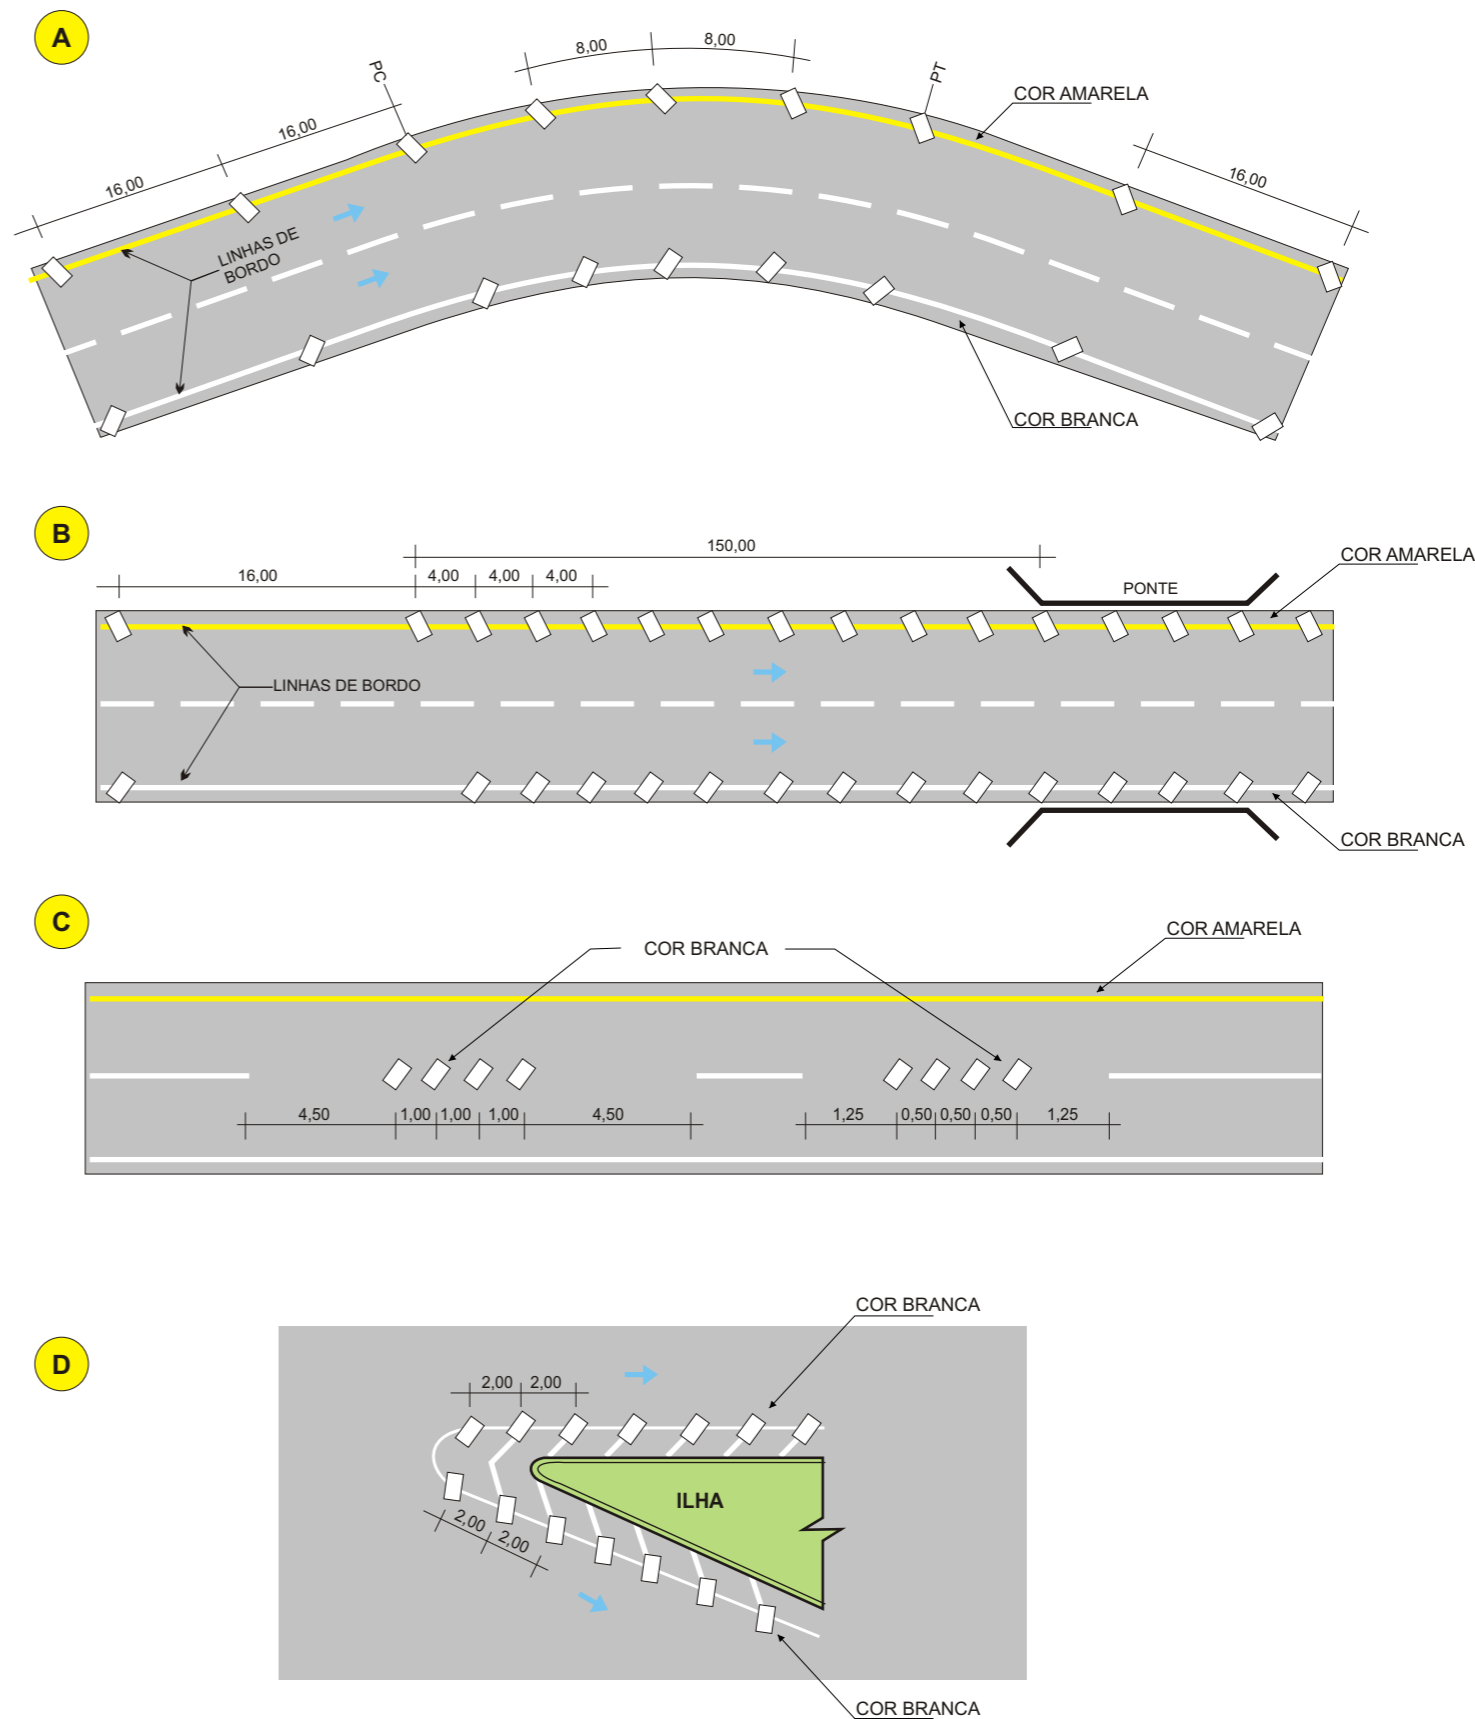 A
8,00
8,00
PC
PT
COR AMARELA
16,00
16,00
16,00
LINHAS DE
BORDO
COR BRANCA
B
150,00
COR AMARELA
16,00
4,00
4,00
4,00
PONTE
LINHAS DE BORDO
COR BRANCA
C
COR AMARELA
COR BRANCA
4,50
1,00
1,00
1,00
4,50
1,25
0,50
0,50
0,50
1,25
COR BRANCA
D
2,00
2,00
ILHA
2,00
2,00
COR BRANCA